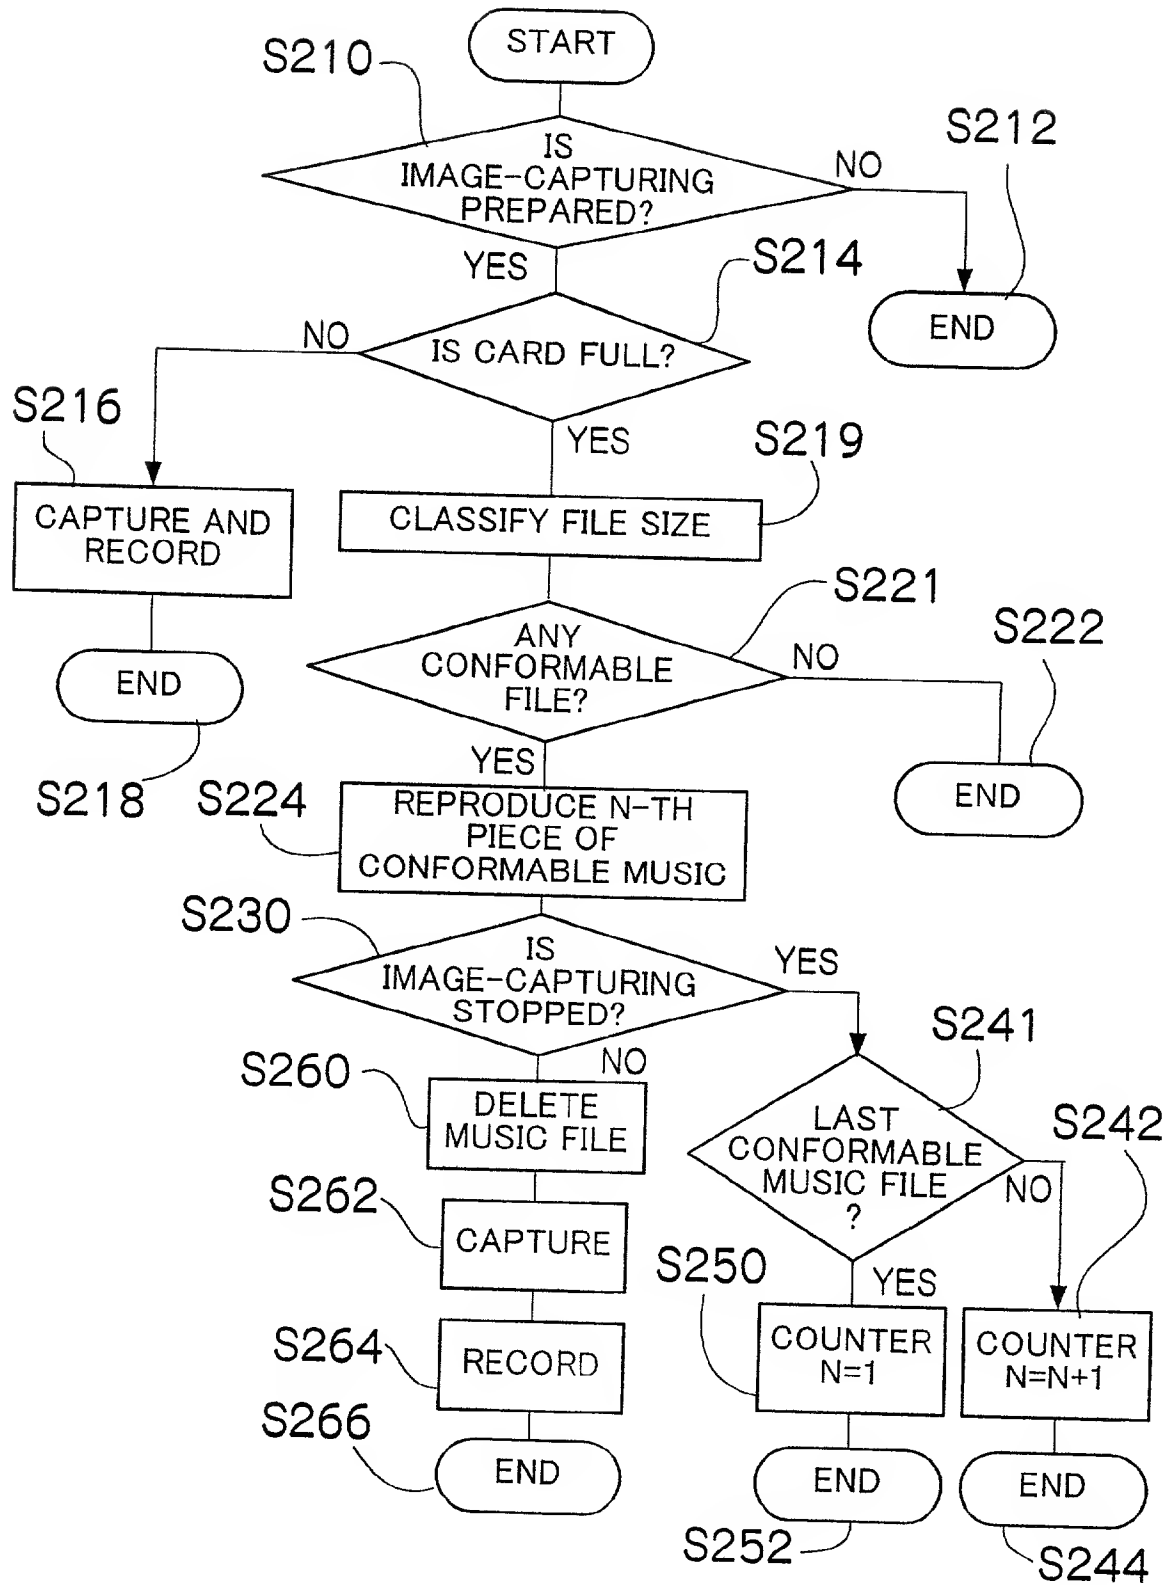 START
S210
IS
IMAGE-CAPTURING
PREPARED?
NO
S212
END
YES
S214
IS CARD FULL?
NO
S216
CAPTURE AND
RECORD
END
S218
YES
S219
CLASSIFY FILE SIZE
S221
ANY
CONFORMABLE
FILE?
NO
S222
END
YES
S224
REPRODUCE N-TH
PIECE OF
CONFORMABLE MUSIC
S230
IS
IMAGE-CAPTURING
STOPPED?
YES
NO
S241
LAST
CONFORMABLE
MUSIC FILE
?
NO
S242
S260
DELETE
MUSIC FILE
S262
CAPTURE
S250
YES
COUNTER
N=1
COUNTER
N=N+1
S264
RECORD
S266
END
END
S252
END
S244